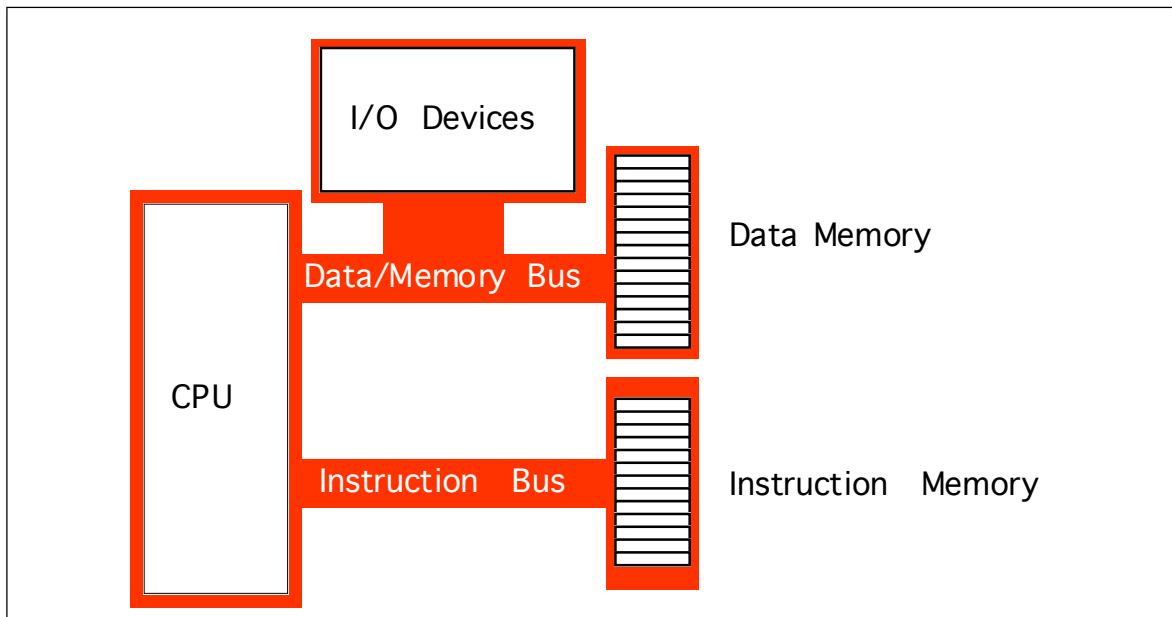 I/O Devices
Data Memory
Data/Memory Bus
CPU
Instruction Bus
Instruction Memory